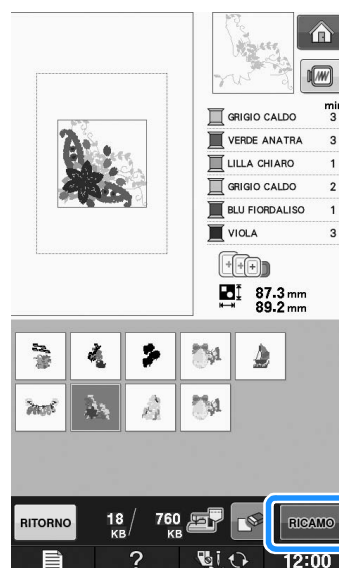 min
GRIGIO CALDO 3
VERDE ANATRA 3
LILLA CHIARO 1
GRIGIO CALDO 2
BLU FIORDALISO 1
VIOLA 3
87.3 mm
89.2 mm
RITORNO 18 KB / 760 KB RICAMO
? 12:00